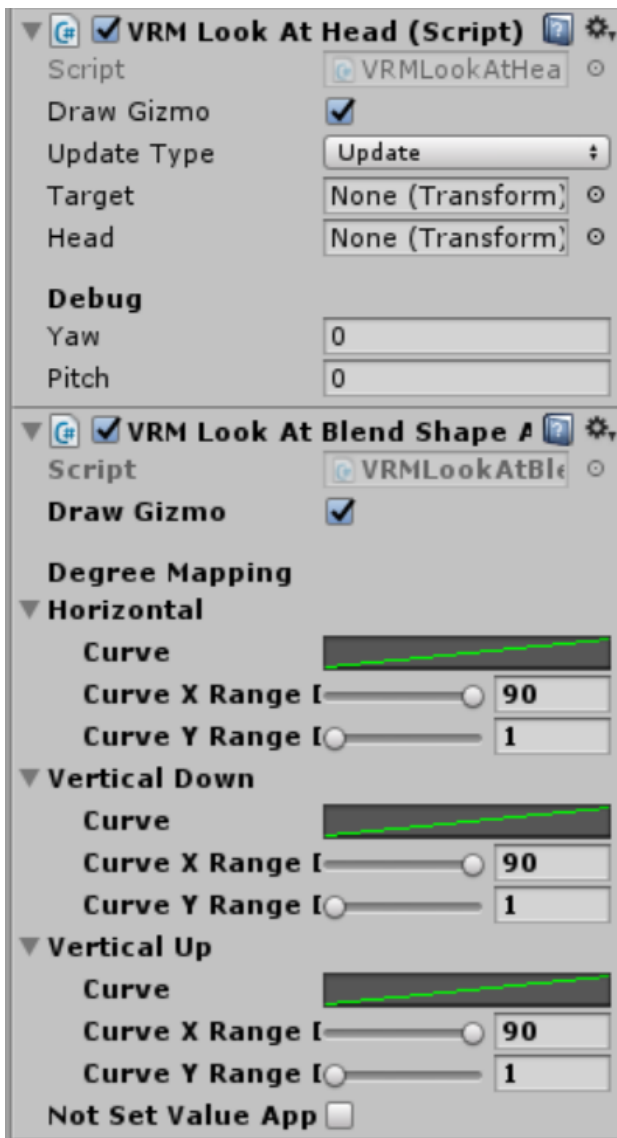 VRM Look At Head (Script)
Script VRMLookAtHea
Draw Gizmo
Update Type Update
Target None (Transform)
Head None (Transform)
Debug
Yaw 0
Pitch 0
VRM Look At Blend Shape A
Script VRMLookAtBle
Draw Gizmo
Degree Mapping
Horizontal
Curve
Curve X Range [ 90
Curve Y Range [ 1
Vertical Down
Curve
Curve X Range [ 90
Curve Y Range [ 1
Vertical Up
Curve
Curve X Range [ 90
Curve Y Range [ 1
Not Set Value App